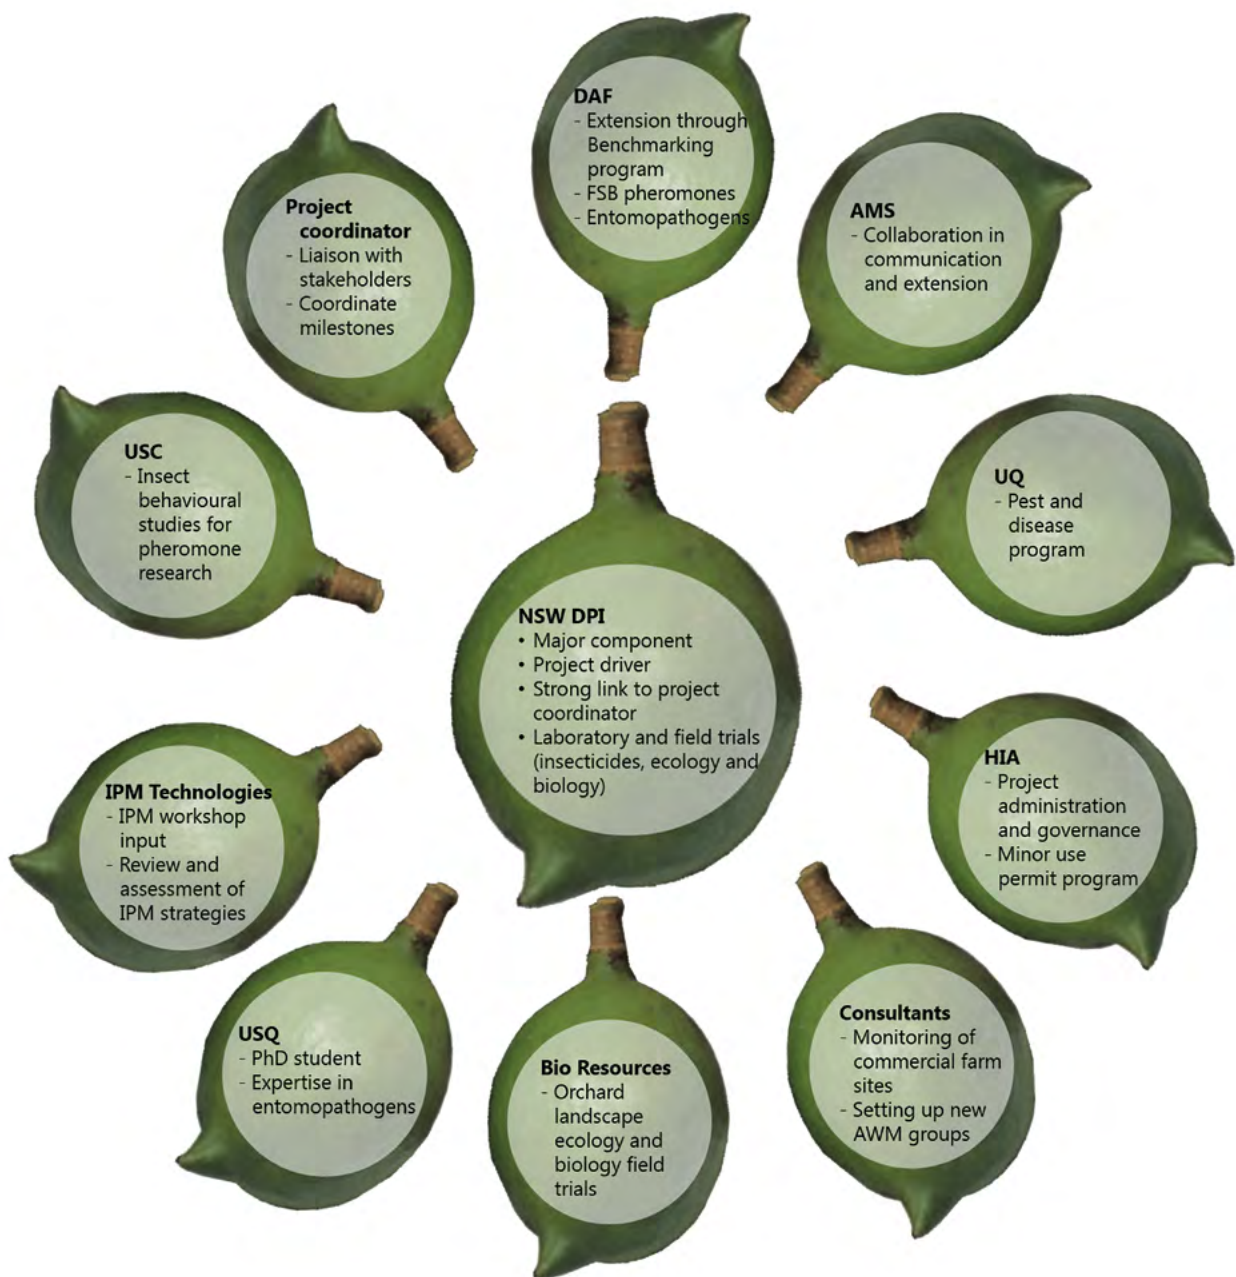 DAF
- Extension through
Benchmarking
program
- FSB pheromones
- Entomopathogens
Project
coordinator
- Liaison with
stakeholders
- Coordinate
milestones
AMS
- Collaboration in
communication
and extension
USC
- Insect
behavioural
studies for
pheromone
research
UQ
- Pest and
disease
program
NSW DPI
• Major component
• Project driver
• Strong link to project
coordinator
• Laboratory and field trials
(insecticides, ecology and
biology)
IPM Technologies
- IPM workshop
input
- Review and
assessment of
IPM strategies
HIA
- Project
administration
and governance
- Minor use
permit program
USQ
- PhD student
- Expertise in
entomopathogens
Bio Resources
- Orchard
landscape
ecology and
biology field
trials
Consultants
- Monitoring of
commercial farm
sites
- Setting up new
AWM groups